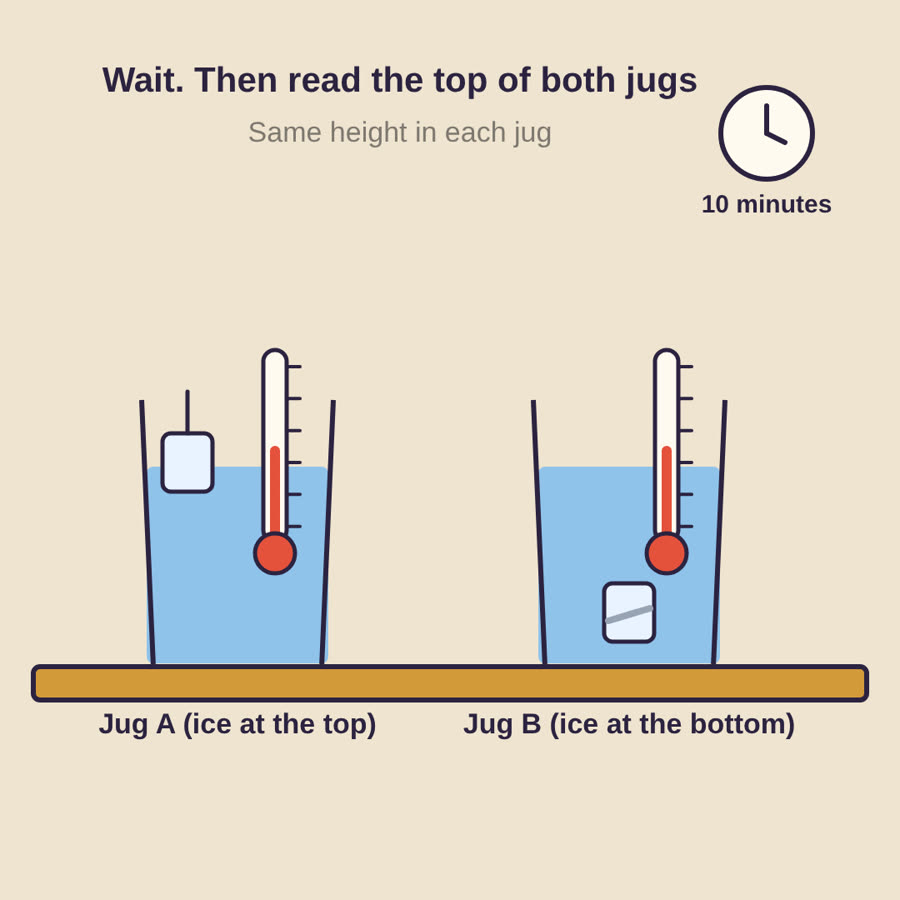 Wait. Then read the top of both jugs
Same height in each jug
10 minutes
Jug A (ice at the top)
Jug B (ice at the bottom)